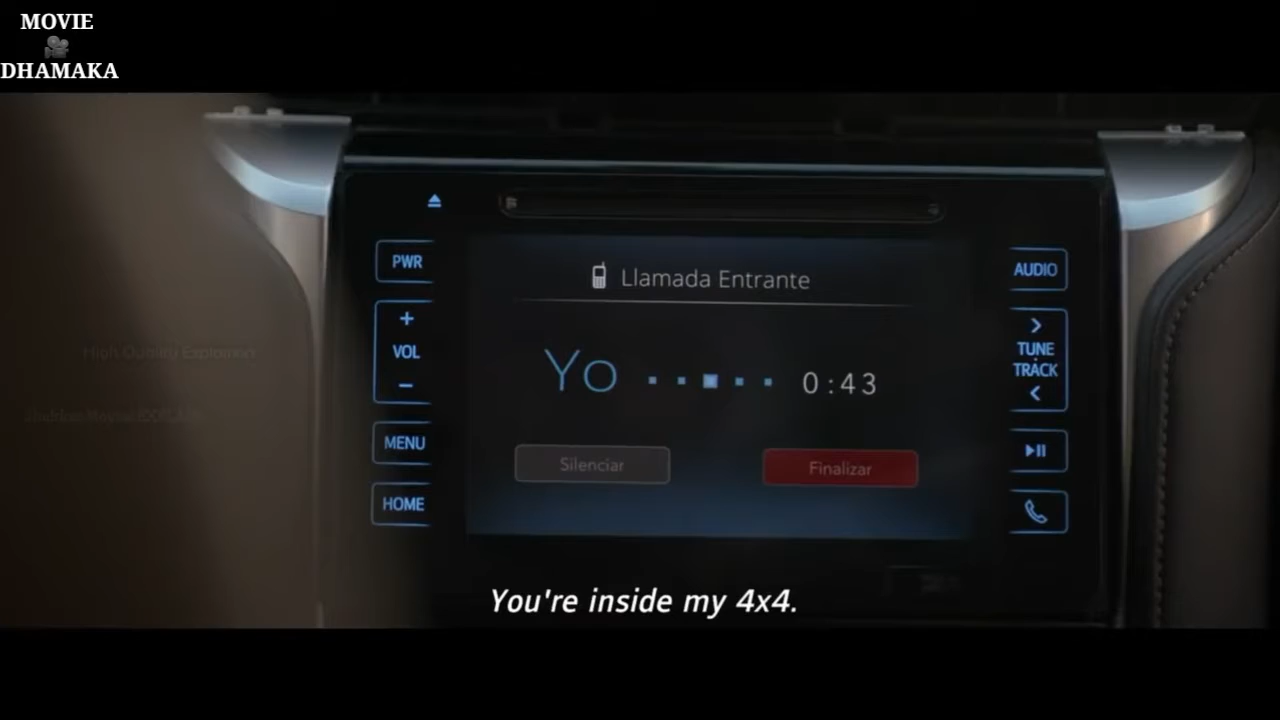 MOVIE
DHAMAKA
PWR
+
VOL
-
MENU
HOME
Llamada Entrante
Yo 0:43
Silenciar
Finalizar
AUDIO
>
TUNE
TRACK
<
You're inside my 4x4.